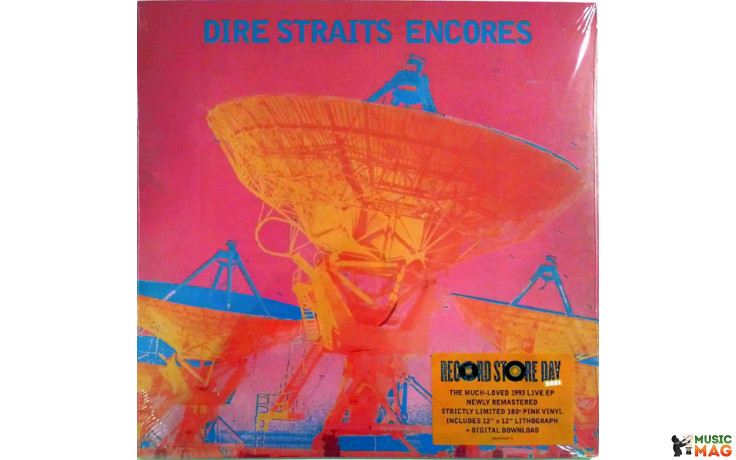 DIRE STRAITS ENCORES
RECORD STORE DAY
2021
THE MUCH-LOVED 1993 LIVE EP
NEWLY REMASTERED
STRICTLY LIMITED 180g PINK VINYL
INCLUDES 12" x 12" LITHOGRAPH
+ DIGITAL DOWNLOAD
MUSIC
MAG